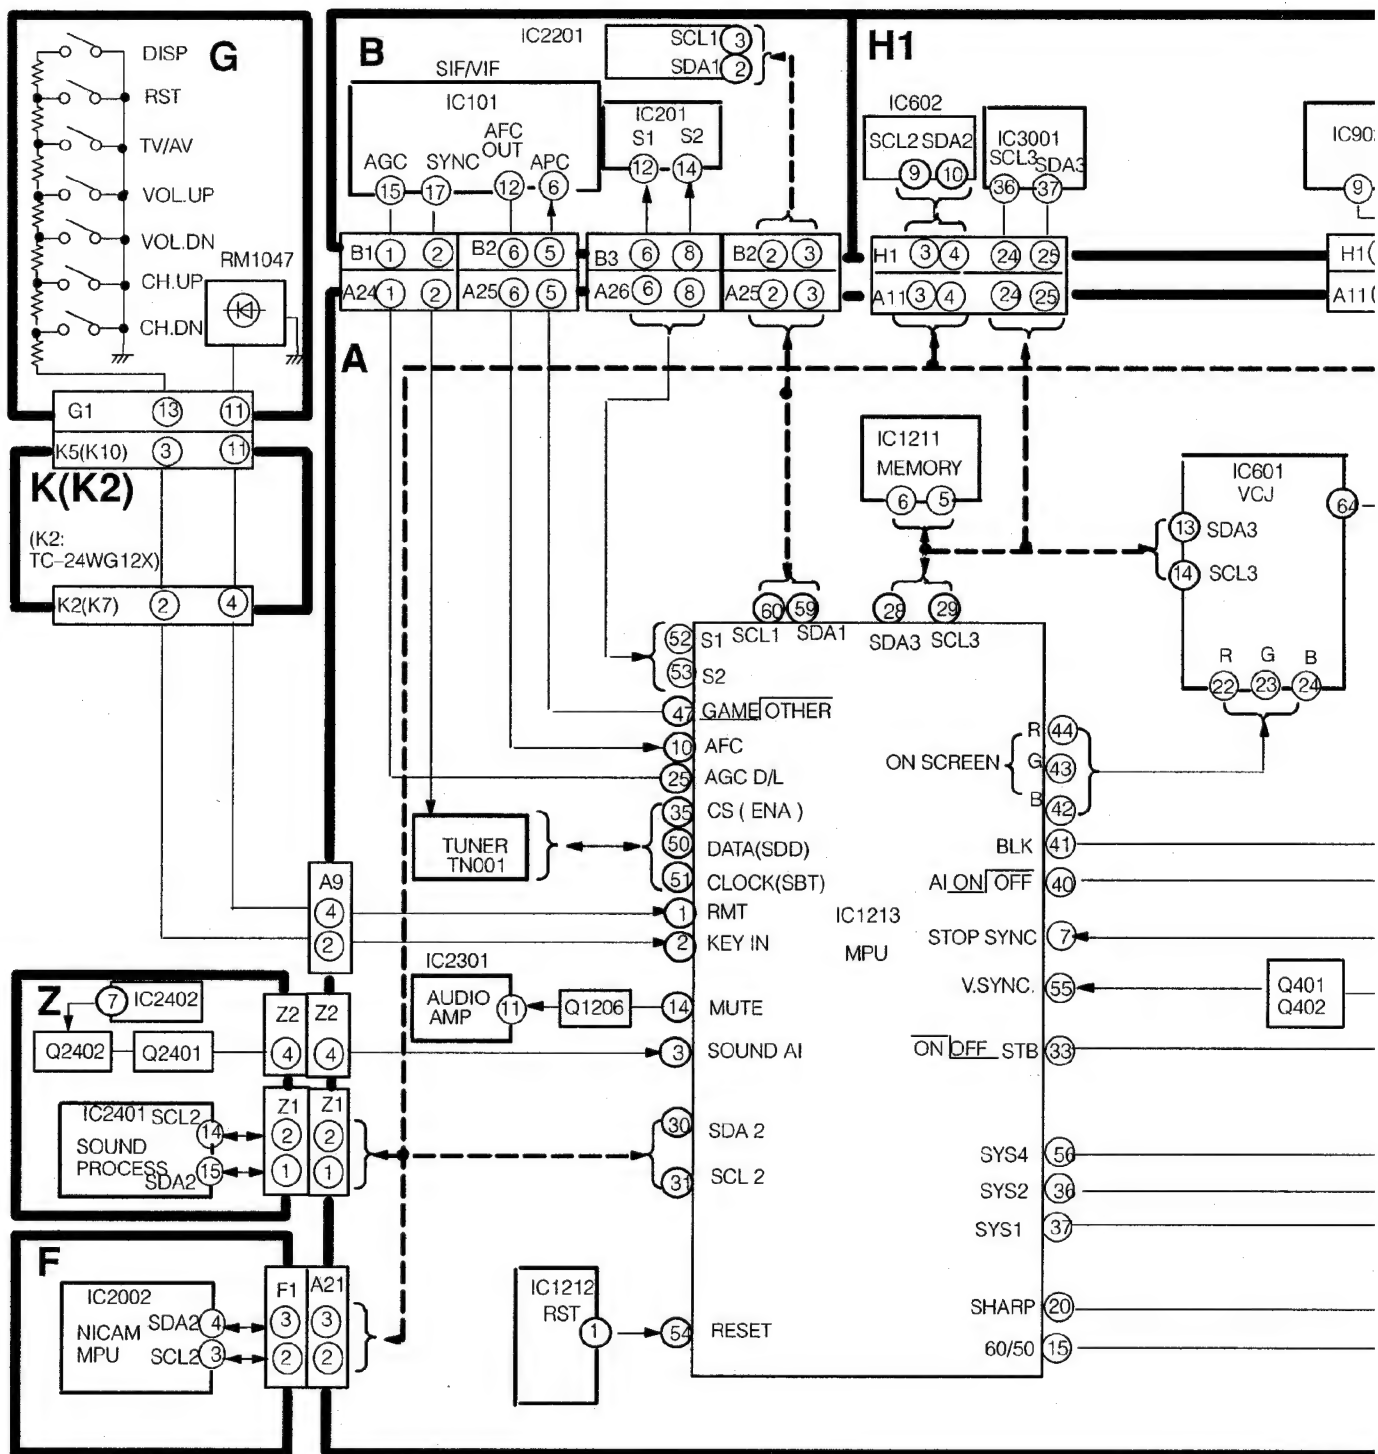 G
DISP
RST
TV/AV
VOL.UP
VOL.DN
CH.UP
CH.DN
RM1047
G1 13 11
K5(K10) 3 11
K(K2)
(K2:
TC-24WG12X)
K2(K7) 2 4
B
IC2201
SCL1 3
SDA1 2
SIF/VIF
IC101
AGC SYNC AFC OUT APC
15 17 12 6
IC201
S1 S2
12 14
B1 1 2 B2 6 5 B3 6 8 B2 2 3
A24 1 2 A25 6 5 A26 6 8 A25 2 3
H1
IC602
SCL2 SDA2
9 10
IC3001
SCL3 SDA3
36 37
H1 3 4 24 25
A11 3 4 24 25
9
H1
A11
A
IC1211
MEMORY
6 5
IC601
VCJ
64
13 SDA3
14 SCL3
R G B
22 23 24
60 59 28 29
SCL1 SDA1 SDA3 SCL3
52 S1
53 S2
47 GAME OTHER
10 AFC
25 AGC D/L
35 CS ( ENA )
50 DATA(SDD)
51 CLOCK(SBT)
1 RMT
2 KEY IN
14 MUTE
3 SOUND AI
30 SDA 2
31 SCL 2
54 RESET
IC1213
MPU
ON SCREEN
R 44
G 43
B 42
BLK 41
AI ON OFF 40
STOP SYNC 7
V.SYNC. 55
ON OFF STB 33
SYS4 56
SYS2 36
SYS1 37
SHARP 20
60/50 15
Q401
Q402
TUNER
TN001
A9
4
2
IC2301
AUDIO
AMP
11
Q1206
Z
7 IC2402
Q2402
Q2401
Z2 Z2
4 4
IC2401 SCL2
14
SOUND
PROCESS
SDA2 15
Z1 Z1
2 2
1 1
F
IC2002
NICAM
MPU
SDA2 4
SCL2 3
F1 A21
3 3
2 2
IC1212
RST
1